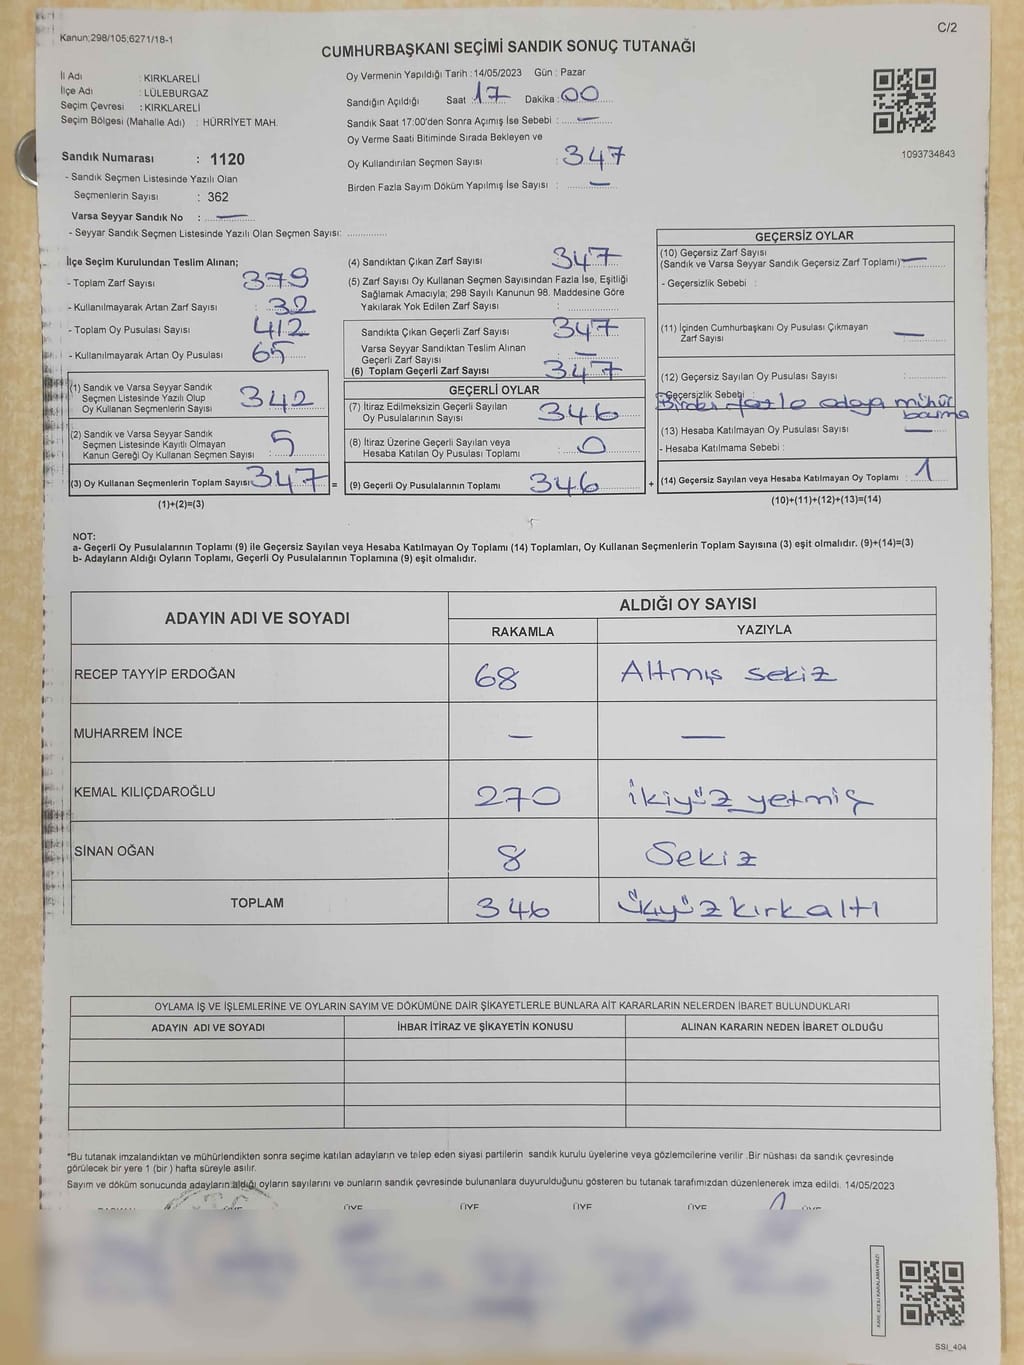 Kanun;298/105;6271/18-1
C/2
CUMHURBAŞKANI SEÇİMİ SANDIK SONUÇ TUTANAĞI
İl Adı : KIRKLARELİ
İlçe Adı : LÜLEBURGAZ
Seçim Çevresi : KIRKLARELİ
Seçim Bölgesi (Mahalle Adı) : HÜRRİYET MAH.
Sandık Numarası : 1120
- Sandık Seçmen Listesinde Yazılı Olan
Seçmenlerin Sayısı : 362
Varsa Seyyar Sandık No : —
- Seyyar Sandık Seçmen Listesinde Yazılı Olan Seçmen Sayısı: ..............
Oy Vermenin Yapıldığı Tarih : 14/05/2023 Gün : Pazar
Sandığın Açıldığı Saat 17 Dakika : 00
Sandık Saat 17:00'den Sonra Açımış İse Sebebi : —
Oy Verme Saati Bitiminde Sırada Bekleyen ve
Oy Kullandırılan Seçmen Sayısı : 347
Birden Fazla Sayım Döküm Yapılmış İse Sayısı : —
1093734843
İlçe Seçim Kurulundan Teslim Alınan;
- Toplam Zarf Sayısı 379
- Kullanılmayarak Artan Zarf Sayısı : 32
- Toplam Oy Pusulası Sayısı 412
- Kullanılmayarak Artan Oy Pusulası 65
(1) Sandık ve Varsa Seyyar Sandık
Seçmen Listesinde Yazılı Olup
Oy Kullanan Seçmenlerin Sayısı 342
(2) Sandık ve Varsa Seyyar Sandık
Seçmen Listesinde Kayıtlı Olmayan
Kanun Gereği Oy Kullanan Seçmen Sayısı : 5
(3) Oy Kullanan Seçmenlerin Toplam Sayısı 347 =
(1)+(2)=(3)
(4) Sandıktan Çıkan Zarf Sayısı 347
(5) Zarf Sayısı Oy Kullanan Seçmen Sayısından Fazla İse, Eşitliği
Sağlamak Amacıyla; 298 Sayılı Kanunun 98. Maddesine Göre
Yakılarak Yok Edilen Zarf Sayısı :
Sandıkta Çıkan Geçerli Zarf Sayısı 347
Varsa Seyyar Sandıktan Teslim Alınan
Geçerli Zarf Sayısı : —
(6) Toplam Geçerli Zarf Sayısı 347
GEÇERLİ OYLAR
(7) İtiraz Edilmeksizin Geçerli Sayılan
Oy Pusulasının Sayısı 346
(8) İtiraz Üzerine Geçerli Sayılan veya
Hesaba Katılan Oy Pusulası Toplamı : 0
(9) Geçerli Oy Pusulalarının Toplamı 346 +
GEÇERSİZ OYLAR
(10) Geçersiz Zarf Sayısı
(Sandık ve Varsa Seyyar Sandık Geçersiz Zarf Toplamı) —
- Geçersizlik Sebebi :
(11) İçinden Cumhurbaşkanı Oy Pusulası Çıkmayan
Zarf Sayısı —
(12) Geçersiz Sayılan Oy Pusulası Sayısı :
- Geçersizlik Sebebi :
Birden fazla adaya mühür
basma
(13) Hesaba Katılmayan Oy Pusulası Sayısı —
- Hesaba Katılmama Sebebi :
(14) Geçersiz Sayılan veya Hesaba Katılmayan Oy Toplamı : 1
(10)+(11)+(12)+(13)=(14)
NOT:
a- Geçerli Oy Pusulalarının Toplamı (9) ile Geçersiz Sayılan veya Hesaba Katılmayan Oy Toplamı (14) Toplamları, Oy Kullanan Seçmenlerin Toplam Sayısına (3) eşit olmalıdır. (9)+(14)=(3)
b- Adayların Aldığı Oyların Toplamı, Geçerli Oy Pusulalarının Toplamına (9) eşit olmalıdır.
ADAYIN ADI VE SOYADI ALDIĞI OY SAYISI
RAKAMLA YAZIYLA
RECEP TAYYİP ERDOĞAN 68 Altmış sekiz
MUHARREM İNCE — —
KEMAL KILIÇDAROĞLU 270 ikiyüz yetmiş
SİNAN OĞAN 8 Sekiz
TOPLAM 346 üçyüzkırkaltı
OYLAMA İŞ VE İŞLEMLERİNE VE OYLARIN SAYIM VE DÖKÜMÜNE DAİR ŞİKAYETLERLE BUNLARA AİT KARARLARIN NELERDEN İBARET BULUNDUKLARI
ADAYIN ADI VE SOYADI İHBAR İTİRAZ VE ŞİKAYETİN KONUSU ALINAN KARARIN NEDEN İBARET OLDUĞU
*Bu tutanak imzalandıktan ve mühürlendikten sonra seçime katılan adayların ve talep eden siyasi partilerin sandık kurulu üyelerine veya gözlemcilerine verilir .Bir nüshası da sandık çevresinde
görülecek bir yere 1 (bir ) hafta süreyle asılır.
Sayım ve döküm sonucunda adayların aldığı oyların sayılarını ve bunların sandık çevresinde bulunanlara duyurulduğunu gösteren bu tutanak tarafımızdan düzenlenerek imza edildi. 14/05/2023
ÜYE ÜYE ÜYE ÜYE ÜYE
SSI_404